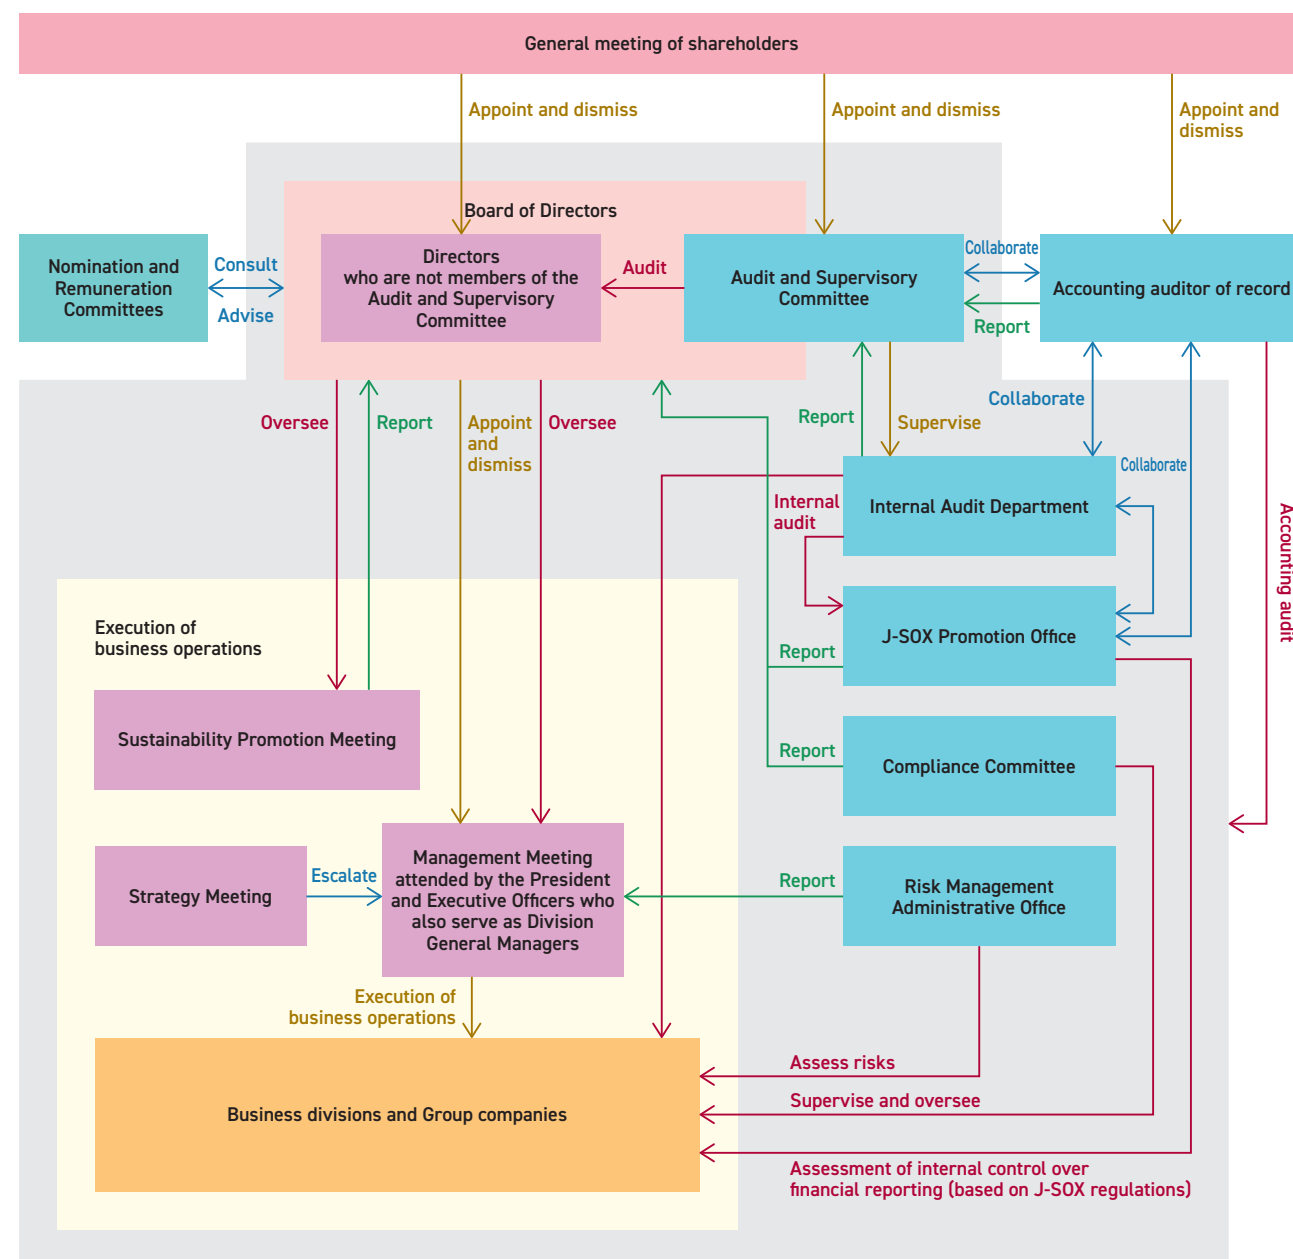 General meeting of shareholders
Appoint and dismiss
Appoint and dismiss
Appoint and
dismiss
Board of Directors
Nomination and
Remuneration
Committees
Consult
Advise
Directors
who are not members of the
Audit and Supervisory
Committee
Audit
Audit and Supervisory
Committee
Collaborate
Report
Accounting auditor of record
Oversee
Report
Appoint
and
dismiss
Oversee
Report
Supervise
Collaborate
Collaborate
Internal
audit
Internal Audit Department
Accounting audit
Execution of
business operations
J-SOX Promotion Office
Report
Sustainability Promotion Meeting
Report
Compliance Committee
Strategy Meeting
Escalate
Management Meeting
attended by the President
and Executive Officers who
also serve as Division
General Managers
Report
Risk Management
Administrative Office
Execution of
business operations
Business divisions and Group companies
Assess risks
Supervise and oversee
Assessment of internal control over
financial reporting (based on J-SOX regulations)